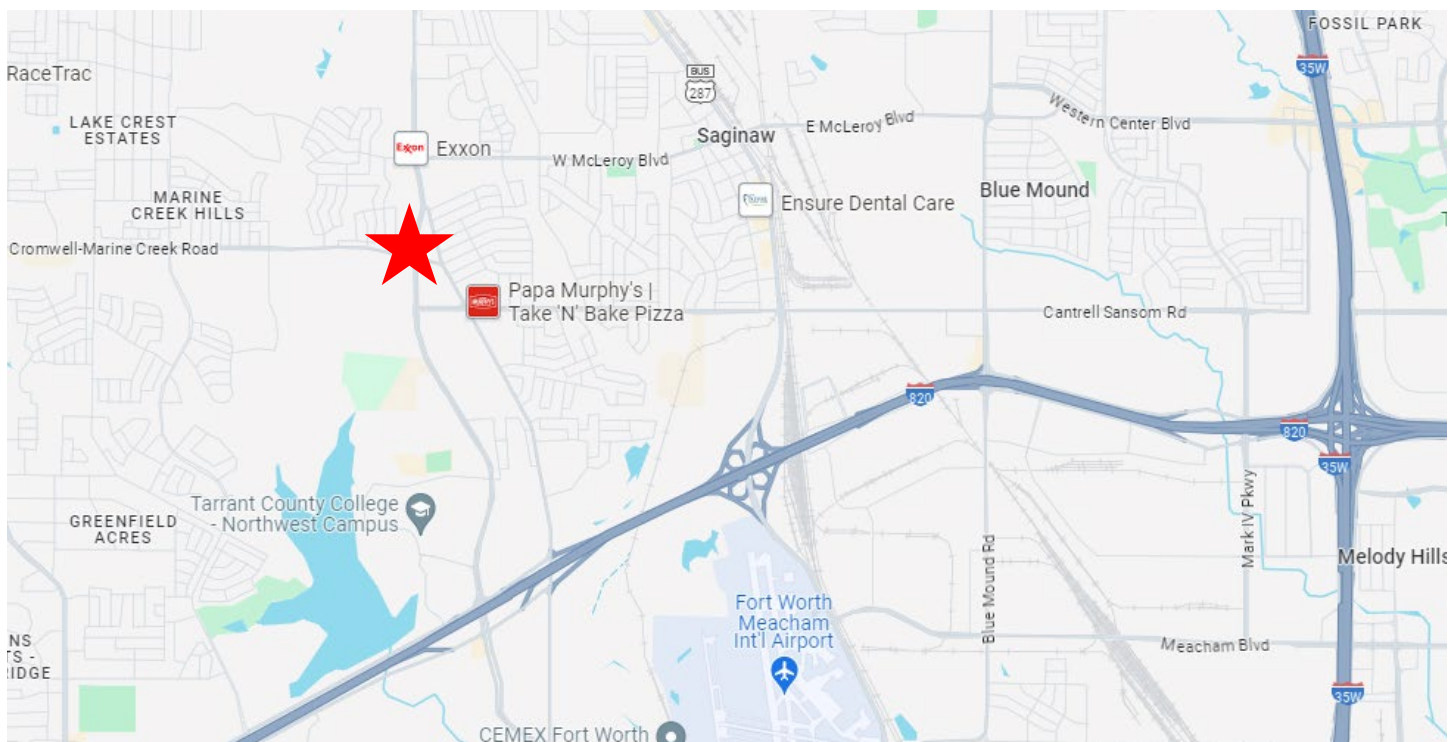 FOSSIL PARK
35W
RaceTrac
BUS
287
LAKE CREST
ESTATES
E McLeroy Blvd
Western Center Blvd
Saginaw
Exxon
Exxon
W McLeroy Blvd
MARINE
CREEK HILLS
Ensure Dental Care
Blue Mound
Cromwell-Marine Creek Road
Papa Murphy's |
Take 'N' Bake Pizza
Cantrell Sansom Rd
820
820
35W
Tarrant County College
- Northwest Campus
GREENFIELD
ACRES
Mark IV Pkwy
Blue Mound Rd
Melody Hills
Fort Worth
Meacham
Int'l Airport
Meacham Blvd
NS
TS -
IDGE
35W
CEMEX Fort Worth